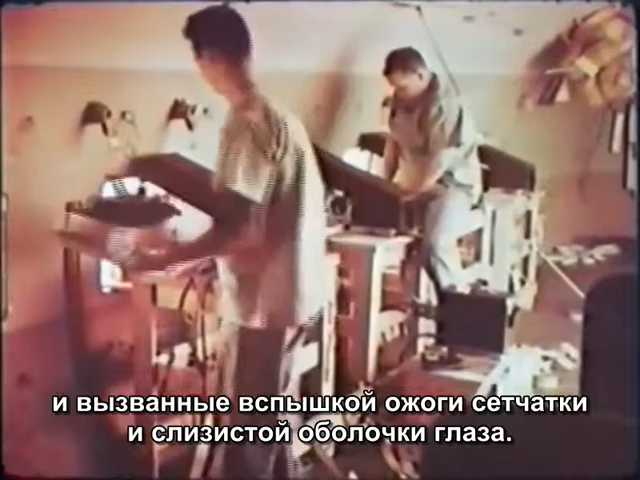 и вызванные вспышкой ожоги сетчатки
и слизистой оболочки глаза.